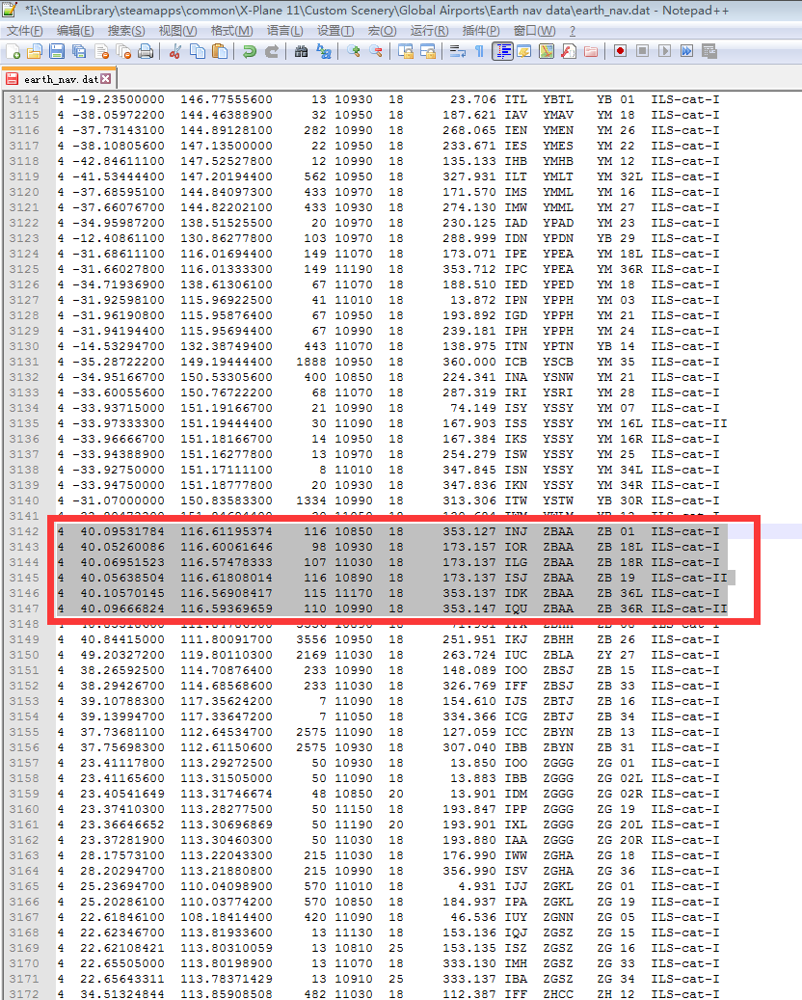 *I:\SteamLibrary\steamapps\common\X-Plane 11\Custom Scenery\Global Airports\Earth nav data\earth_nav.dat - Notepad++
文件(F) 编辑(E) 搜索(S) 视图(V) 格式(M) 语言(L) 设置(T) 宏(O) 运行(R) 插件(P) 窗口(W) ?
earth_nav.dat
3114 4 -19.23500000 146.77555600 13 10930 18 23.706 ITL YBTL YB 01 ILS-cat-I
3115 4 -38.05972200 144.46388900 32 10950 18 187.621 IAV YMAV YM 18 ILS-cat-I
3116 4 -37.73143100 144.89128100 282 10990 18 268.065 IEN YMEN YM 26 ILS-cat-I
3117 4 -38.10805600 147.13500000 22 10950 18 233.671 IES YMES YM 22 ILS-cat-I
3118 4 -42.84611100 147.52527800 12 10990 18 135.133 IHB YMHB YM 12 ILS-cat-I
3119 4 -41.53444400 147.20194400 562 10950 18 327.931 ILT YMLT YM 32L ILS-cat-I
3120 4 -37.68595100 144.84097300 433 10970 18 171.570 IMS YMML YM 16 ILS-cat-I
3121 4 -37.66076700 144.82202100 433 10930 18 274.130 IMW YMML YM 27 ILS-cat-I
3122 4 -34.95987200 138.51525500 20 10970 18 230.125 IAD YPAD YM 23 ILS-cat-I
3123 4 -12.40861100 130.86277800 103 10970 18 288.999 IDN YPDN YB 29 ILS-cat-I
3124 4 -31.68611100 116.01694400 149 11070 18 173.071 IPE YPEA YM 18L ILS-cat-I
3125 4 -31.66027800 116.01333300 149 11190 18 353.712 IPC YPEA YM 36R ILS-cat-I
3126 4 -34.71936900 138.61306100 67 11070 18 188.510 IED YPED YM 18 ILS-cat-I
3127 4 -31.92598100 115.96922500 41 11010 18 13.872 IPN YPPH YM 03 ILS-cat-I
3128 4 -31.96190800 115.95876400 67 10950 18 193.892 IGD YPPH YM 21 ILS-cat-I
3129 4 -31.94194400 115.95694400 67 10990 18 239.181 IPH YPPH YM 24 ILS-cat-I
3130 4 -14.53294700 132.38749400 443 11070 18 138.975 ITN YPTN YB 14 ILS-cat-I
3131 4 -35.28722200 149.19444400 1888 10950 18 360.000 ICB YSCB YM 35 ILS-cat-I
3132 4 -34.95166700 150.53305600 400 10850 18 224.341 INA YSNW YM 21 ILS-cat-I
3133 4 -33.60055600 150.76722200 68 11070 18 287.319 IRI YSRI YM 28 ILS-cat-I
3134 4 -33.93715000 151.19166700 21 10990 18 74.149 ISY YSSY YM 07 ILS-cat-I
3135 4 -33.97333300 151.19444400 30 11090 18 167.903 ISS YSSY YM 16L ILS-cat-II
3136 4 -33.96666700 151.18166700 14 10950 18 167.384 IKS YSSY YM 16R ILS-cat-I
3137 4 -33.94388900 151.16277800 13 10970 18 254.279 ISW YSSY YM 25 ILS-cat-I
3138 4 -33.92750000 151.17111100 8 11010 18 347.845 ISN YSSY YM 34L ILS-cat-I
3139 4 -33.94750000 151.18777800 20 10930 18 347.836 IKN YSSY YM 34R ILS-cat-I
3140 4 -31.07000000 150.83583300 1334 10990 18 313.694 ITW YSTW YB 30R ILS-cat-I
3141
3142 4 40.09531784 116.61195374 116 10850 18 353.127 INJ ZBAA ZB 01 ILS-cat-I
3143 4 40.05260086 116.60061646 98 10930 18 173.157 IOR ZBAA ZB 18L ILS-cat-I
3144 4 40.06951523 116.57478333 107 11030 18 173.137 ILG ZBAA ZB 18R ILS-cat-I
3145 4 40.05638504 116.61808014 116 10890 18 173.137 ISJ ZBAA ZB 19 ILS-cat-II
3146 4 40.10570145 116.56908417 115 11170 18 353.137 IDK ZBAA ZB 36L ILS-cat-I
3147 4 40.09666824 116.59369659 110 10990 18 353.147 IQU ZBAA ZB 36R ILS-cat-II
3148
3149 4 40.84415000 111.80091700 3556 10950 18 251.951 IKJ ZBHH ZB 26 ILS-cat-I
3150 4 49.20327200 119.80110300 2169 11030 18 263.724 IUC ZBLA ZY 27 ILS-cat-I
3151 4 38.26592500 114.70876400 233 10990 18 148.089 IOO ZBSJ ZB 15 ILS-cat-I
3152 4 38.29426700 114.68568600 233 11030 18 326.769 IFF ZBSJ ZB 33 ILS-cat-I
3153 4 39.10788300 117.35624200 7 11090 18 154.610 IJS ZBTJ ZB 16 ILS-cat-I
3154 4 39.13994700 117.33647200 7 11050 18 334.366 ICG ZBTJ ZB 34 ILS-cat-I
3155 4 37.73681100 112.64534700 2575 11090 18 127.059 ICC ZBYN ZB 13 ILS-cat-I
3156 4 37.75698300 112.61150600 2575 10930 18 307.040 IBB ZBYN ZB 31 ILS-cat-I
3157 4 23.41117800 113.29272500 50 10930 18 13.850 IOO ZGGG ZG 01 ILS-cat-I
3158 4 23.41165600 113.31505000 50 11090 18 13.883 IBB ZGGG ZG 02L ILS-cat-I
3159 4 23.40541649 113.31746674 48 10850 20 13.901 IDM ZGGG ZG 02R ILS-cat-I
3160 4 23.37410300 113.28277500 50 11150 18 193.847 IPP ZGGG ZG 19 ILS-cat-I
3161 4 23.36646652 113.30696869 50 11190 20 193.901 IXL ZGGG ZG 20L ILS-cat-I
3162 4 23.37281900 113.30460300 50 11030 18 193.880 IAA ZGGG ZG 20R ILS-cat-I
3163 4 28.17573100 113.22043300 215 11030 18 176.990 IWW ZGHA ZG 18 ILS-cat-I
3164 4 28.20294700 113.21880800 215 10990 18 356.990 ISV ZGHA ZG 36 ILS-cat-I
3165 4 25.23694700 110.04098900 570 11010 18 4.931 IJJ ZGKL ZG 01 ILS-cat-I
3166 4 25.20286100 110.03774200 570 10850 18 184.937 IPA ZGKL ZG 19 ILS-cat-I
3167 4 22.61846100 108.18414400 420 11090 18 46.536 IUY ZGNN ZG 05 ILS-cat-I
3168 4 22.62346700 113.81933600 13 11130 18 153.136 IQJ ZGSZ ZG 15 ILS-cat-I
3169 4 22.62108421 113.80310059 13 10810 25 153.135 ISZ ZGSZ ZG 16 ILS-cat-I
3170 4 22.65505000 113.80198900 13 11070 18 333.130 IMH ZGSZ ZG 33 ILS-cat-I
3171 4 22.65643311 113.78371429 13 10910 25 333.137 IBA ZGSZ ZG 34 ILS-cat-I
3172 4 34.51324844 113.85908508 482 11030 18 112.387 IFF ZHCC ZH 12 ILS-cat-I